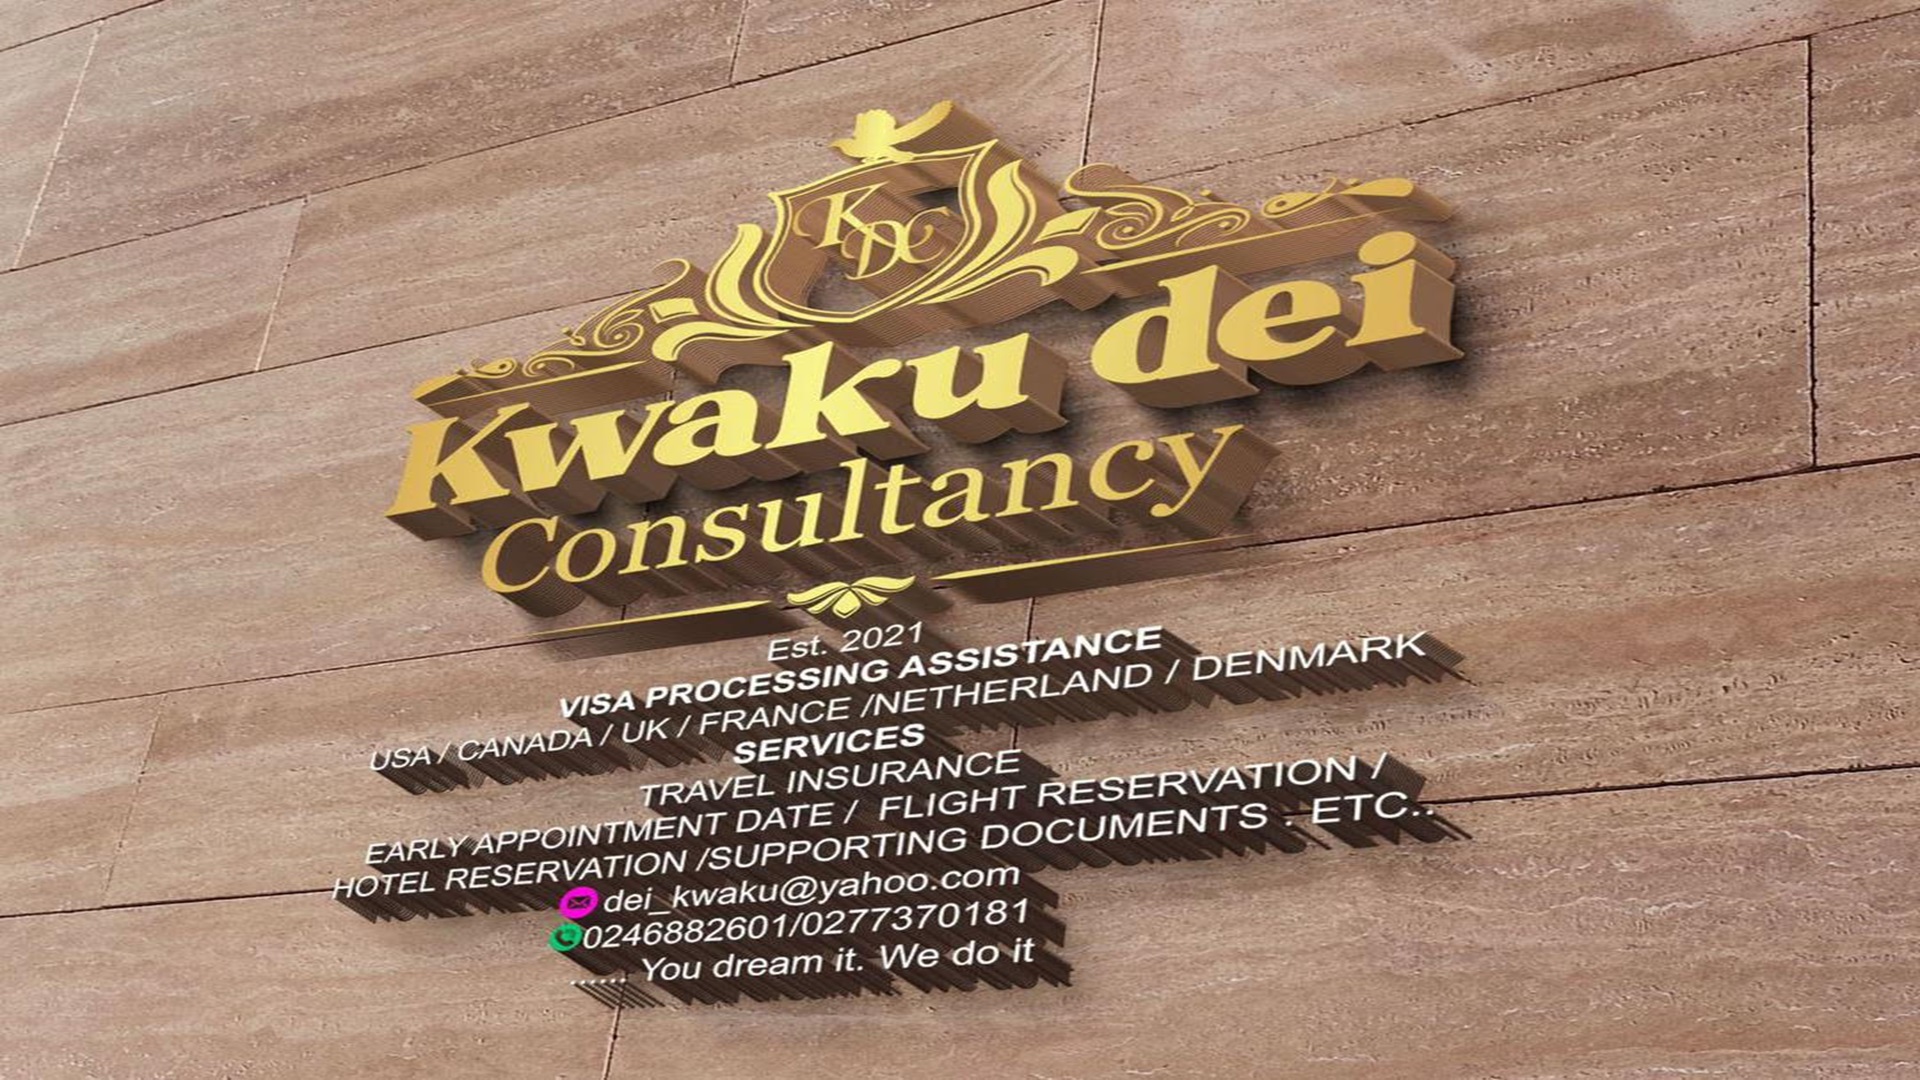 KDC
Kwaku dei
Consultancy
Est. 2021
VISA PROCESSING ASSISTANCE
USA / CANADA / UK / FRANCE /NETHERLAND / DENMARK
SERVICES
TRAVEL INSURANCE
EARLY APPOINTMENT DATE / FLIGHT RESERVATION /
HOTEL RESERVATION /SUPPORTING DOCUMENTS . ETC..
dei_kwaku@yahoo.com
0246882601/0277370181
...... You dream it. We do it